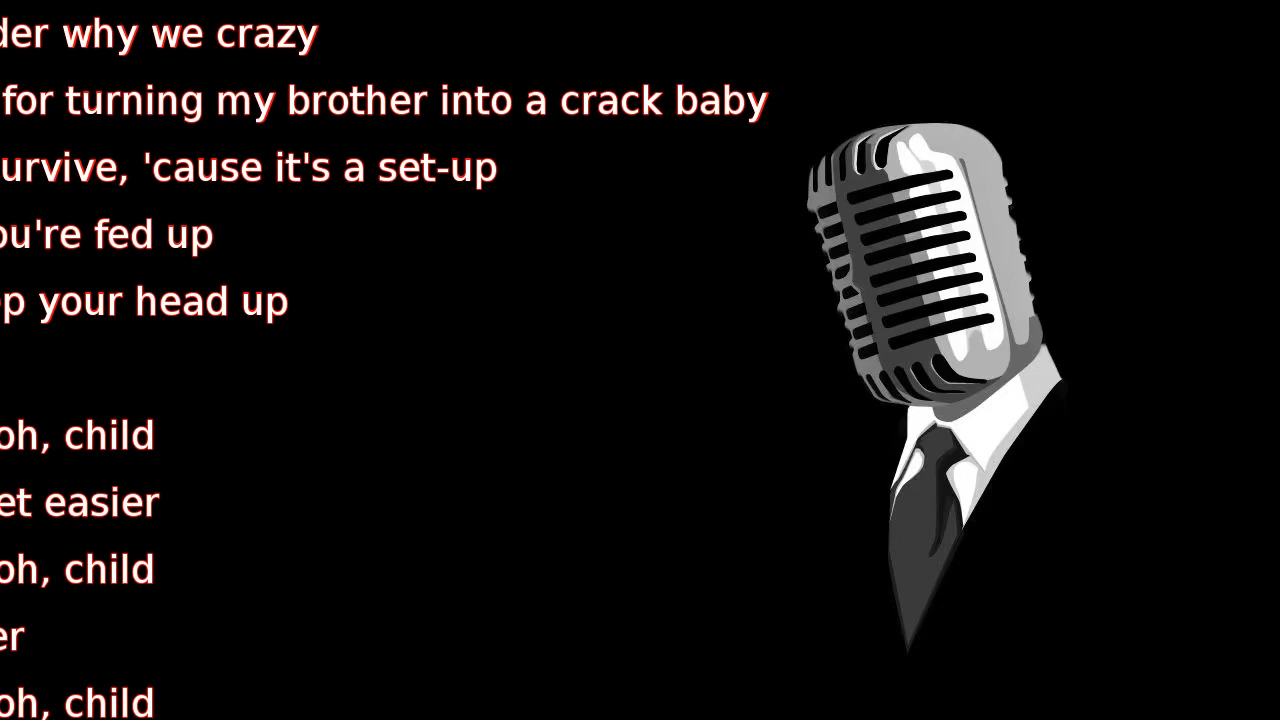 der why we crazy
for turning my brother into a crack baby
urvive, 'cause it's a set-up
ou're fed up
p your head up
oh, child
et easier
oh, child
er
oh, child